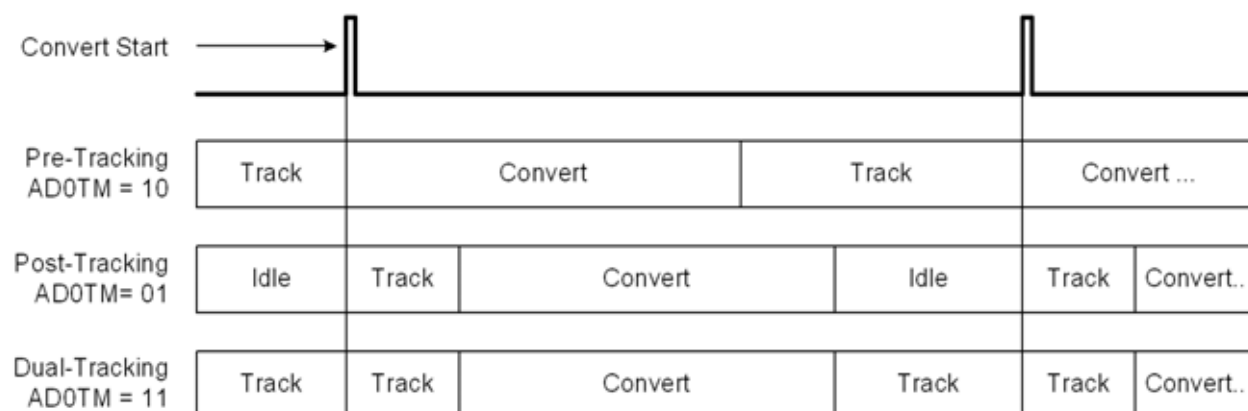 Convert Start
Pre-Tracking
AD0TM = 10
Track Convert Track Convert ...
Post-Tracking
AD0TM= 01
Idle Track Convert Idle Track Convert..
Dual-Tracking
AD0TM = 11
Track Track Convert Track Track Convert..